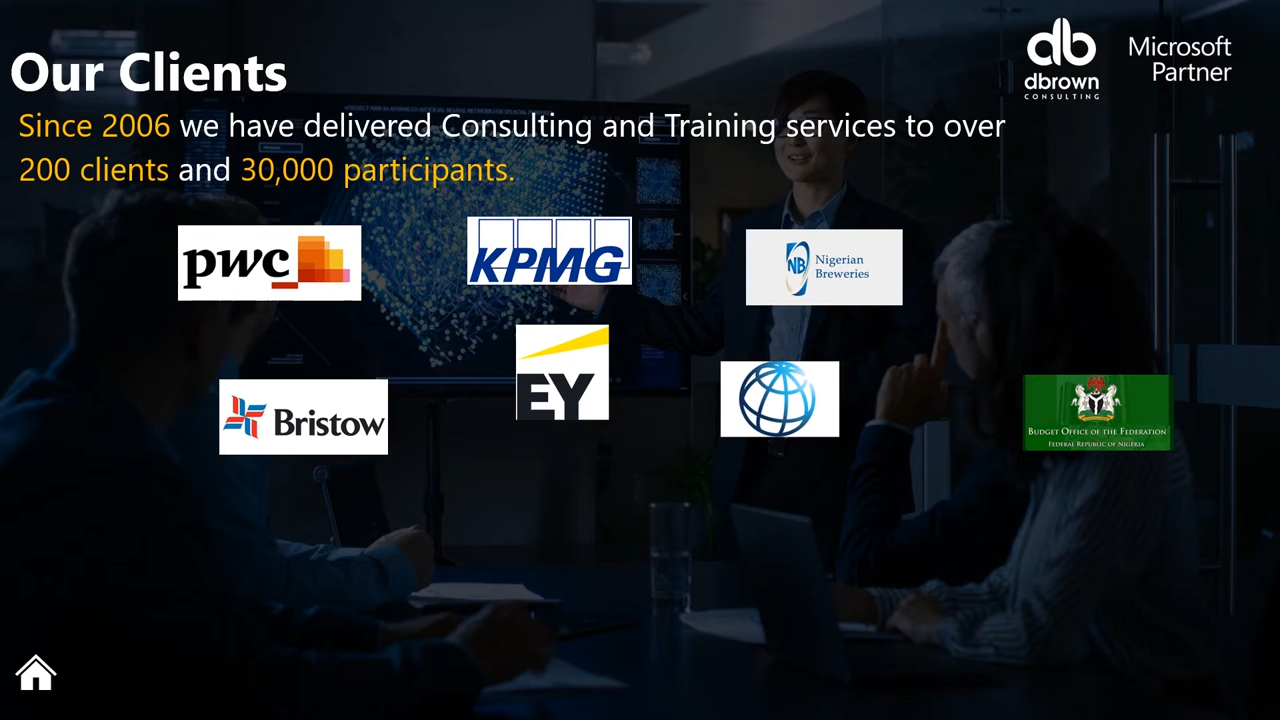 Our Clients
db
dbrown
CONSULTING
Microsoft
Partner
Since 2006 we have delivered Consulting and Training services to over
200 clients and 30,000 participants.
pwc
KPMG
NB Nigerian
Breweries
Bristow
EY
BUDGET OFFICE OF THE FEDERATION
FEDERAL REPUBLIC OF NIGERIA